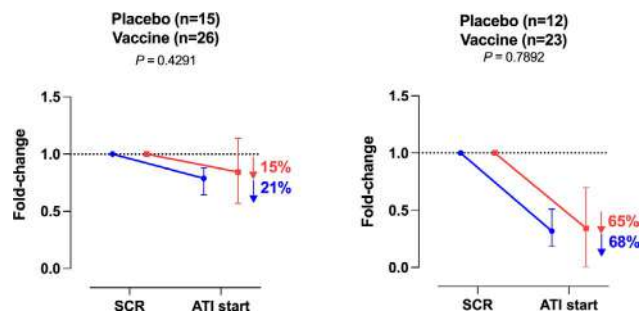 Placebo (n=15)
Vaccine (n=26)
P = 0.4291
Fold-change
1.5
1.0
0.5
0.0
15%
21%
SCR
ATI start
Placebo (n=12)
Vaccine (n=23)
P = 0.7892
Fold-change
1.5
1.0
0.5
0.0
65%
68%
SCR
ATI start